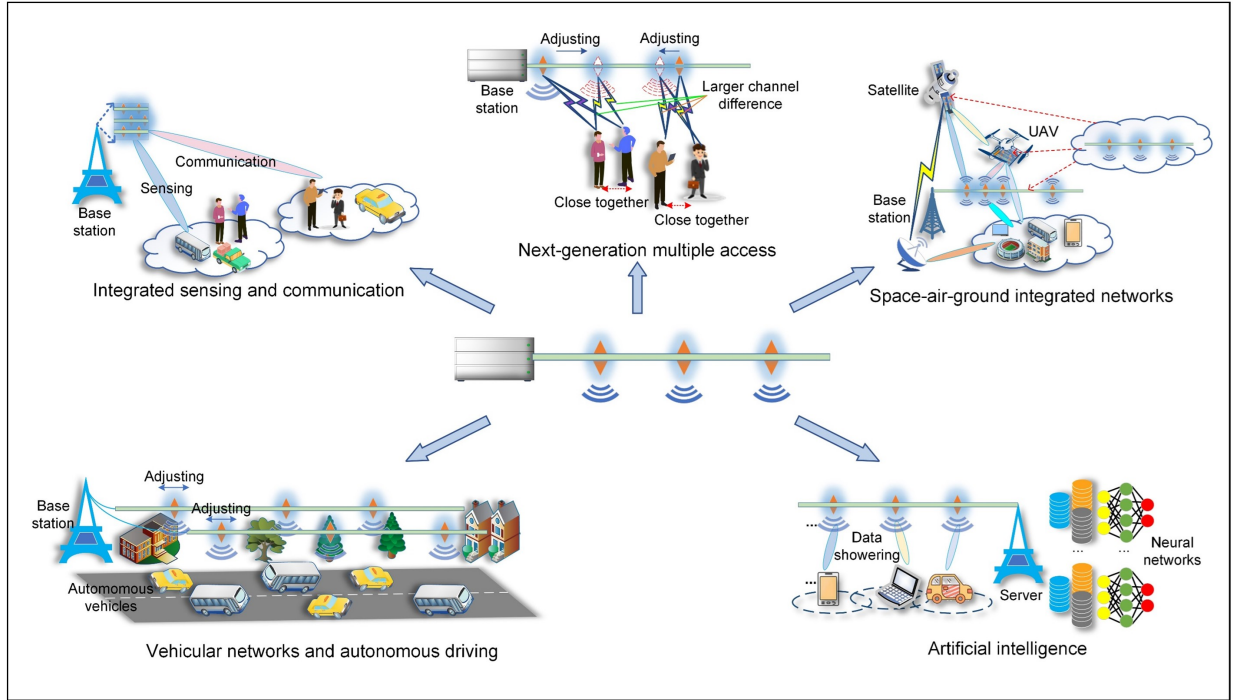 Adjusting
Adjusting
Base
station
Larger channel
difference
Close together
Close together
Next-generation multiple access
Communication
Sensing
Base
station
Integrated sensing and communication
Satellite
UAV
Base
station
Space-air-ground integrated networks
Adjusting
Adjusting
Base
station
Automomous
vehicles
Vehicular networks and autonomous driving
...
Data
showering
...
Server
...
...
Neural
networks
Artificial intelligence